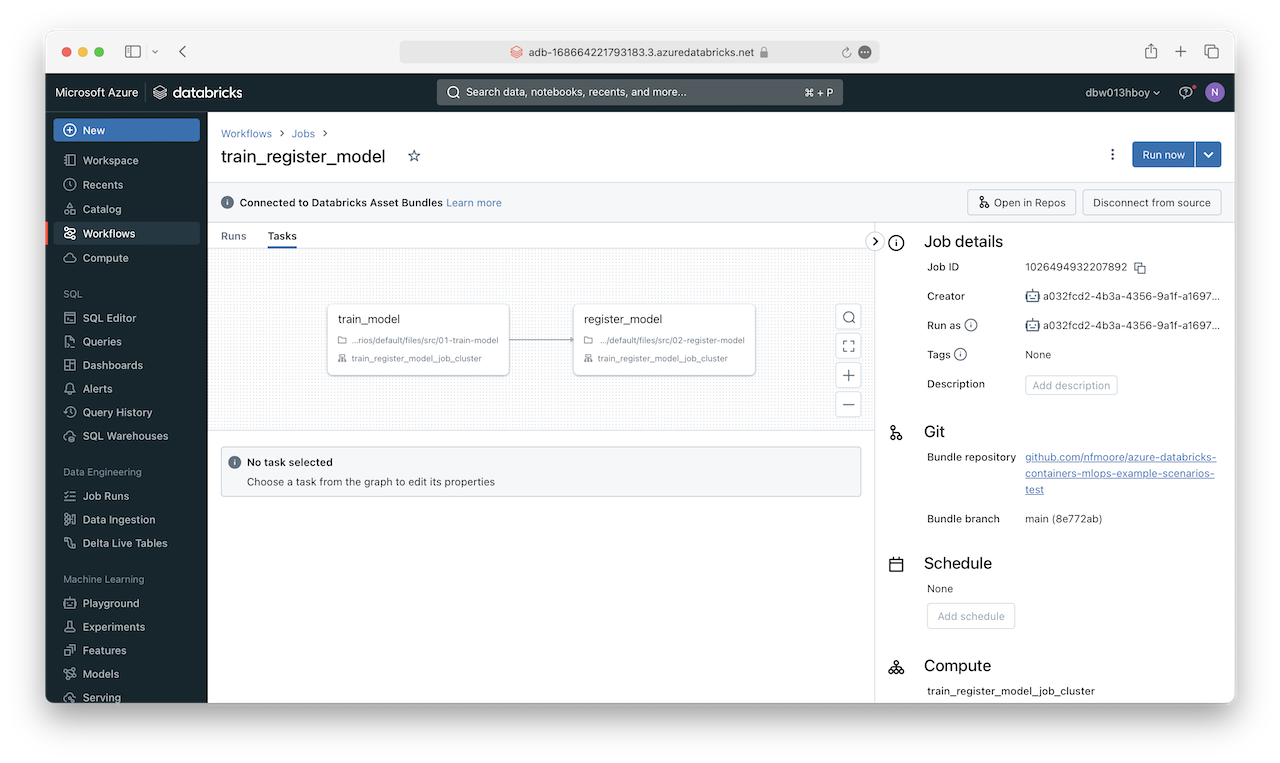 adb-168664221793183.3.azuredatabricks.net
Microsoft Azure databricks
Search data, notebooks, recents, and more... ⌘ + P
dbw013hboy
N
New
Workspace
Recents
Catalog
Workflows
Compute
SQL
SQL Editor
Queries
Dashboards
Alerts
Query History
SQL Warehouses
Data Engineering
Job Runs
Data Ingestion
Delta Live Tables
Machine Learning
Playground
Experiments
Features
Models
Serving
Workflows > Jobs >
train_register_model
Run now
Connected to Databricks Asset Bundles Learn more
Open in Repos
Disconnect from source
Runs Tasks
train_model
...rios/default/files/src/01-train-model
train_register_model_job_cluster
register_model
.../default/files/src/02-register-model
train_register_model_job_cluster
No task selected
Choose a task from the graph to edit its properties
Job details
Job ID 1026494932207892
Creator a032fcd2-4b3a-4356-9a1f-a1697...
Run as a032fcd2-4b3a-4356-9a1f-a1697...
Tags None
Description Add description
Git
Bundle repository github.com/nfmoore/azure-databricks-
containers-mlops-example-scenarios-
test
Bundle branch main (8e772ab)
Schedule
None
Add schedule
Compute
train_register_model_job_cluster